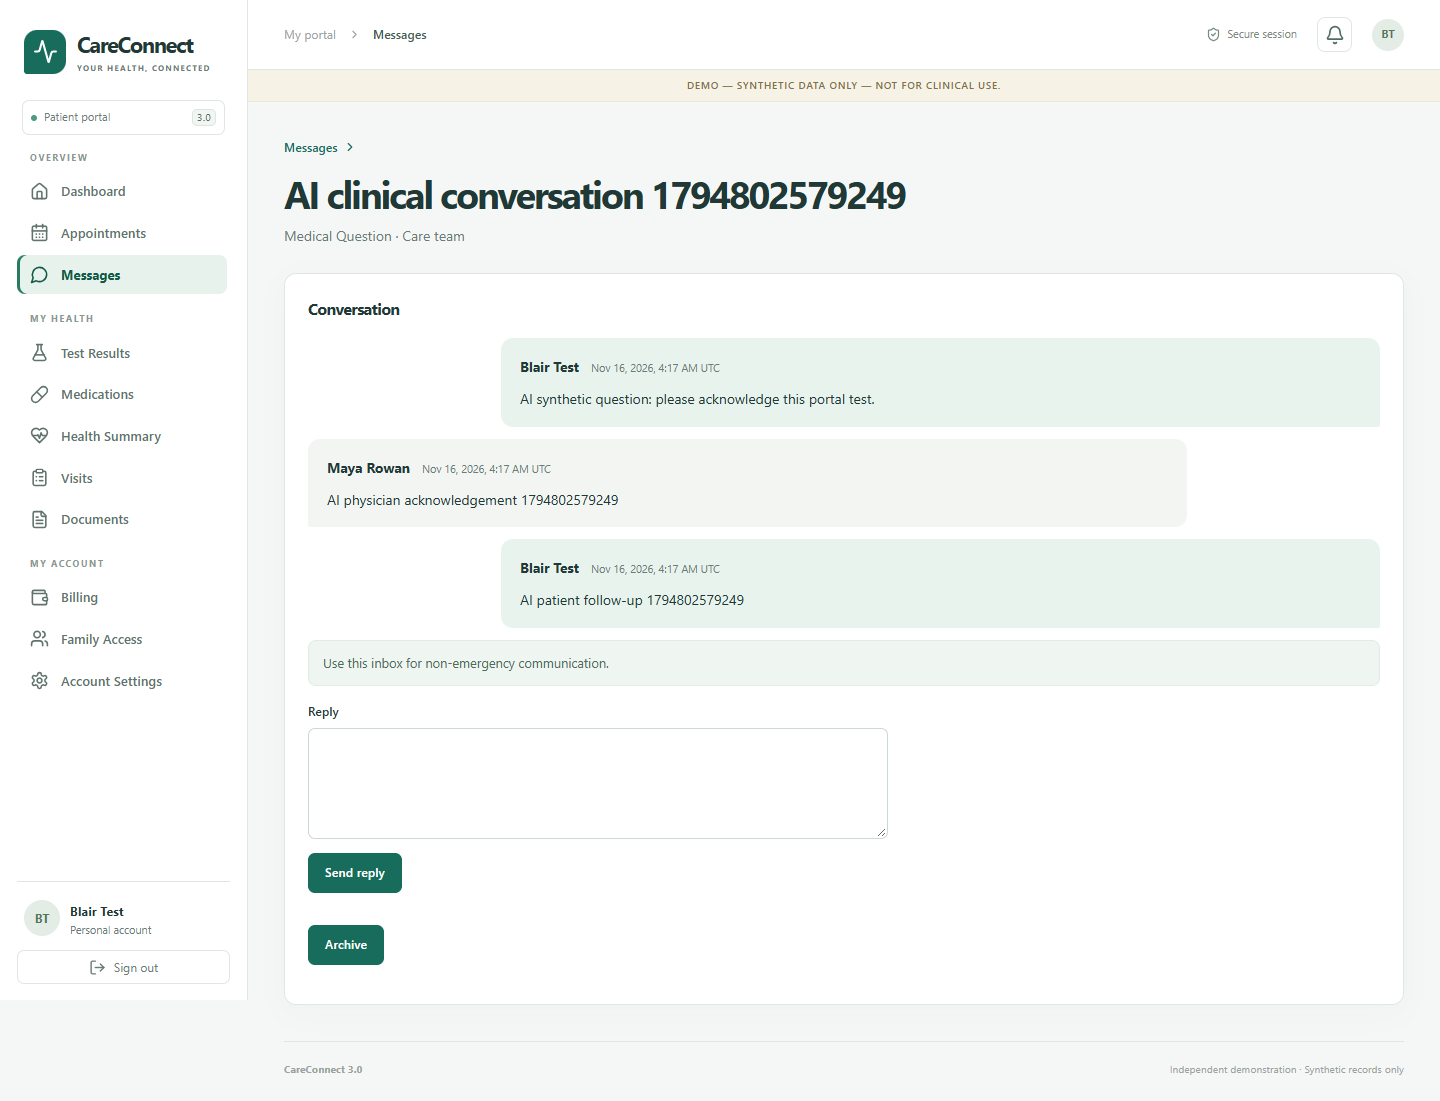 CareConnect
YOUR HEALTH, CONNECTED
Patient portal 3.0
OVERVIEW
Dashboard
Appointments
Messages
MY HEALTH
Test Results
Medications
Health Summary
Visits
Documents
MY ACCOUNT
Billing
Family Access
Account Settings
BT
Blair Test
Personal account
Sign out
My portal Messages
Secure session
BT
DEMO — SYNTHETIC DATA ONLY — NOT FOR CLINICAL USE.
Messages
AI clinical conversation 1794802579249
Medical Question · Care team
Conversation
Blair Test Nov 16, 2026, 4:17 AM UTC
AI synthetic question: please acknowledge this portal test.
Maya Rowan Nov 16, 2026, 4:17 AM UTC
AI physician acknowledgement 1794802579249
Blair Test Nov 16, 2026, 4:17 AM UTC
AI patient follow-up 1794802579249
Use this inbox for non-emergency communication.
Reply
Send reply
Archive
CareConnect 3.0
Independent demonstration · Synthetic records only